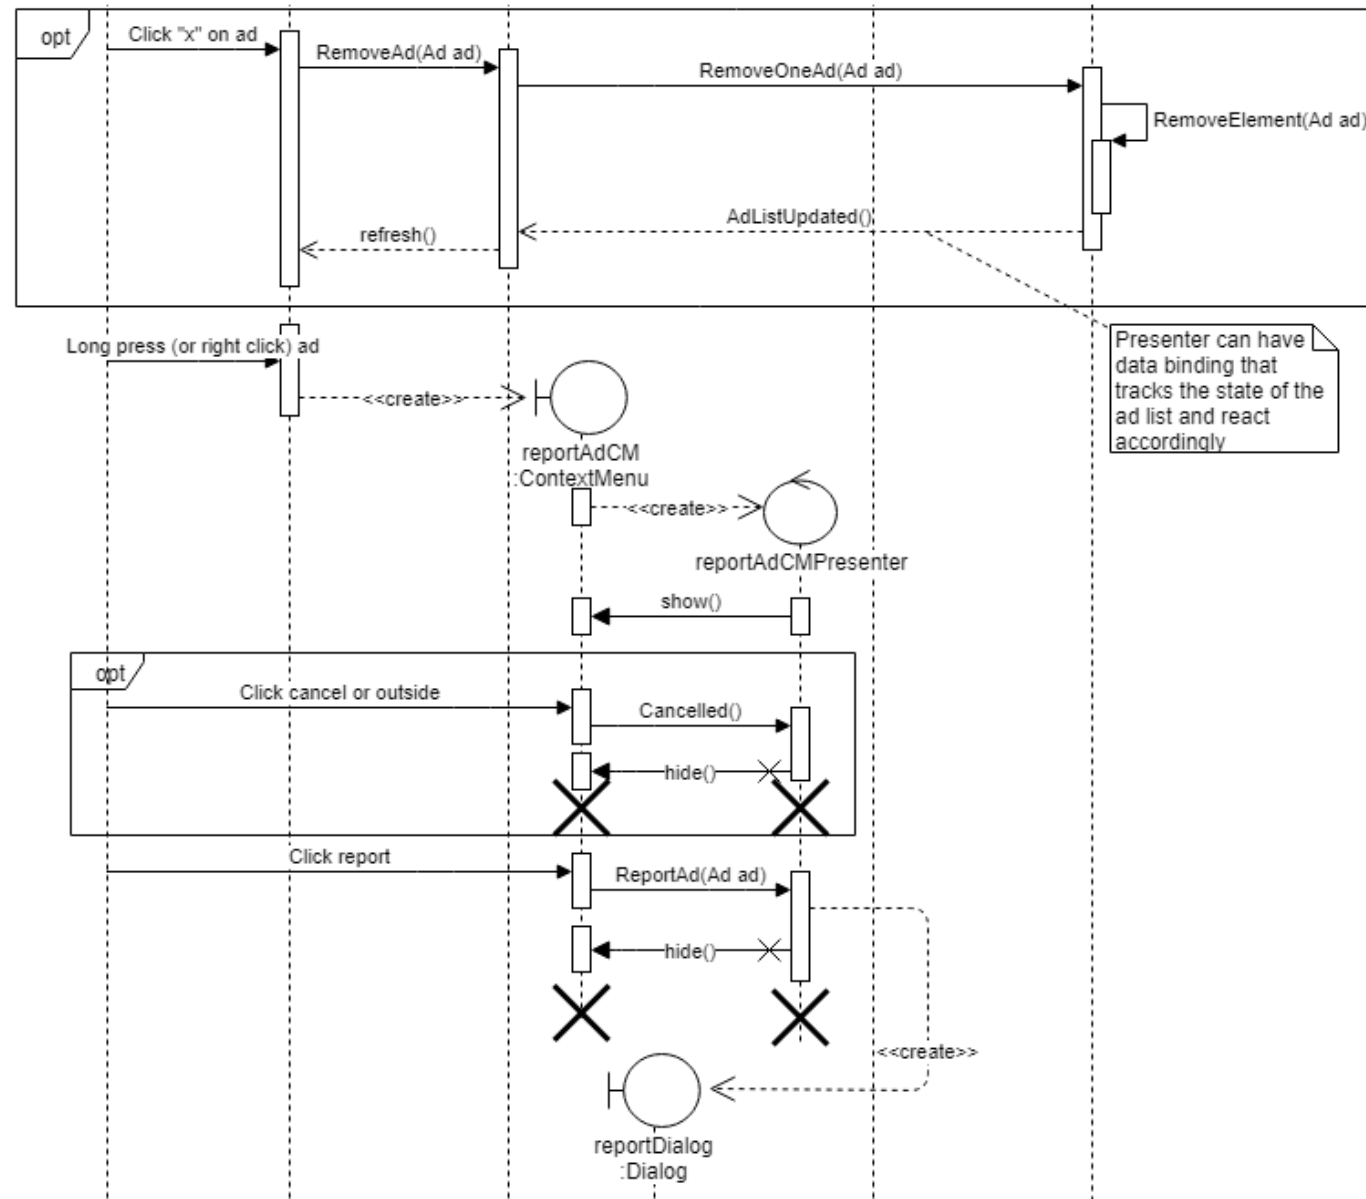 opt
Click "x" on ad
RemoveAd(Ad ad)
RemoveOneAd(Ad ad)
RemoveElement(Ad ad)
AdListUpdated()
refresh()
Long press (or right click) ad
Presenter can have
data binding that
tracks the state of the
ad list and react
accordingly
<<create>>
reportAdCM
:ContextMenu
<<create>>
reportAdCMPresenter
show()
opt
Click cancel or outside
Cancelled()
hide()
Click report
ReportAd(Ad ad)
hide()
<<create>>
reportDialog
:Dialog